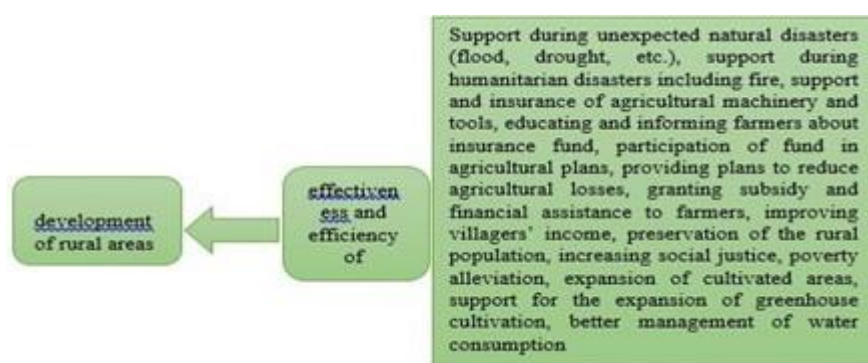 development
of rural areas
effectiven
ess and
efficiency
of
Support during unexpected natural disasters
(flood, drought, etc.), support during
humanitarian disasters including fire, support
and insurance of agricultural machinery and
tools, educating and informing farmers about
insurance fund, participation of fund in
agricultural plans, providing plans to reduce
agricultural losses, granting subsidy and
financial assistance to farmers, improving
villagers’ income, preservation of the rural
population, increasing social justice, poverty
alleviation, expansion of cultivated areas,
support for the expansion of greenhouse
cultivation, better management of water
consumption